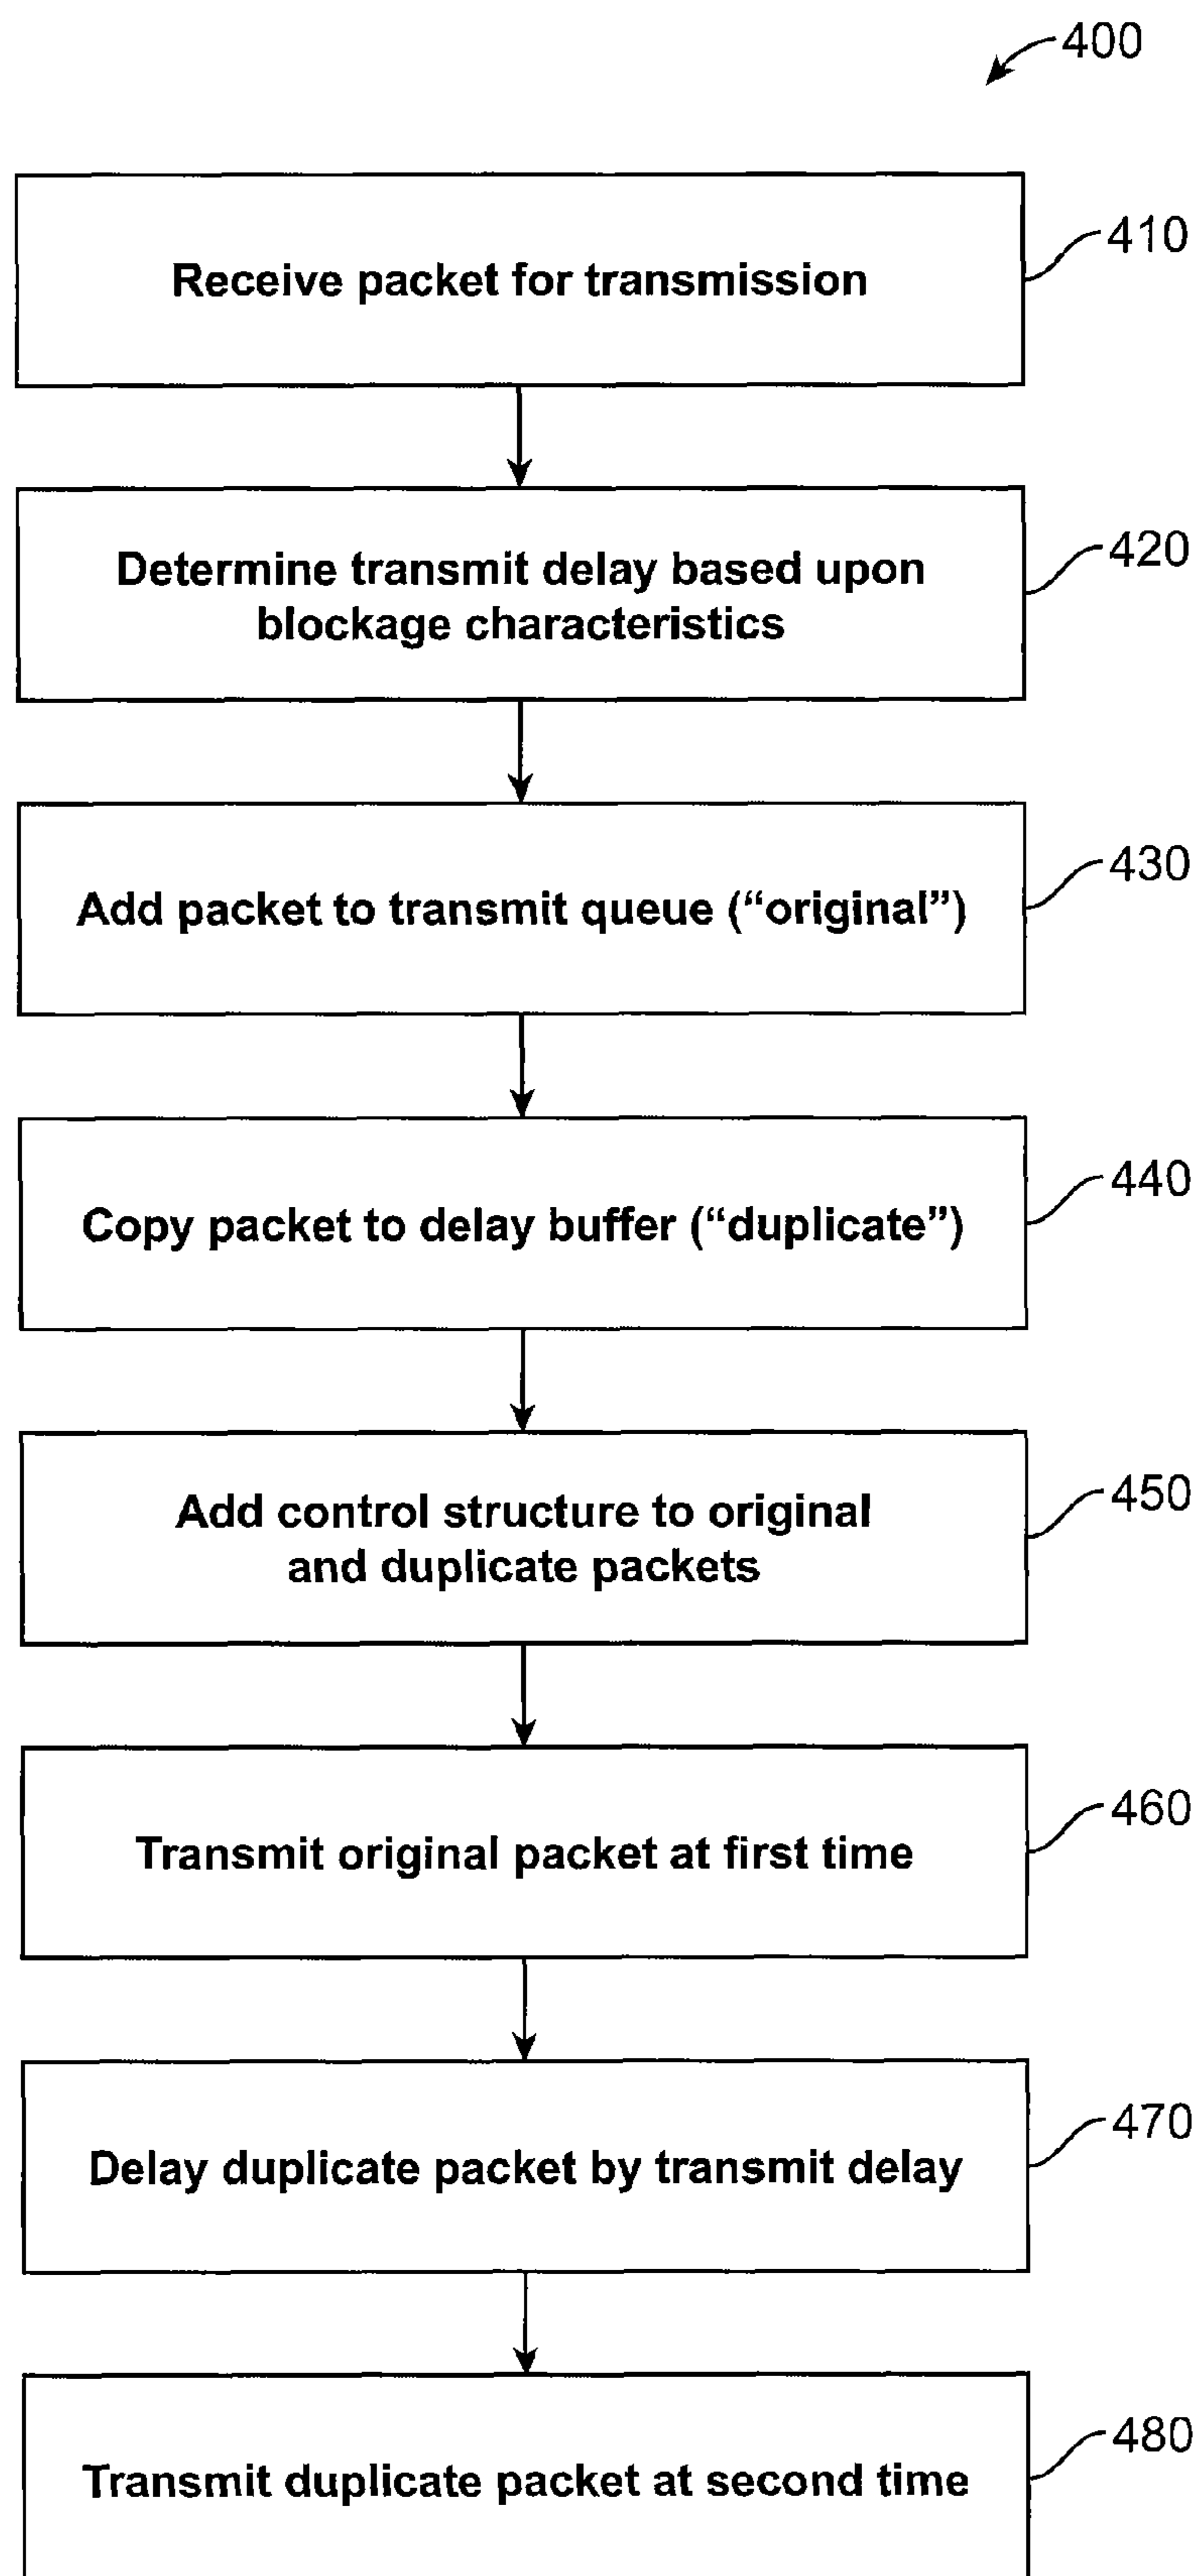 400
Receive packet for transmission
410
Determine transmit delay based upon
blockage characteristics
420
Add packet to transmit queue (“original”)
430
Copy packet to delay buffer (“duplicate”)
440
Add control structure to original
and duplicate packets
450
Transmit original packet at first time
460
Delay duplicate packet by transmit delay
470
Transmit duplicate packet at second time
480